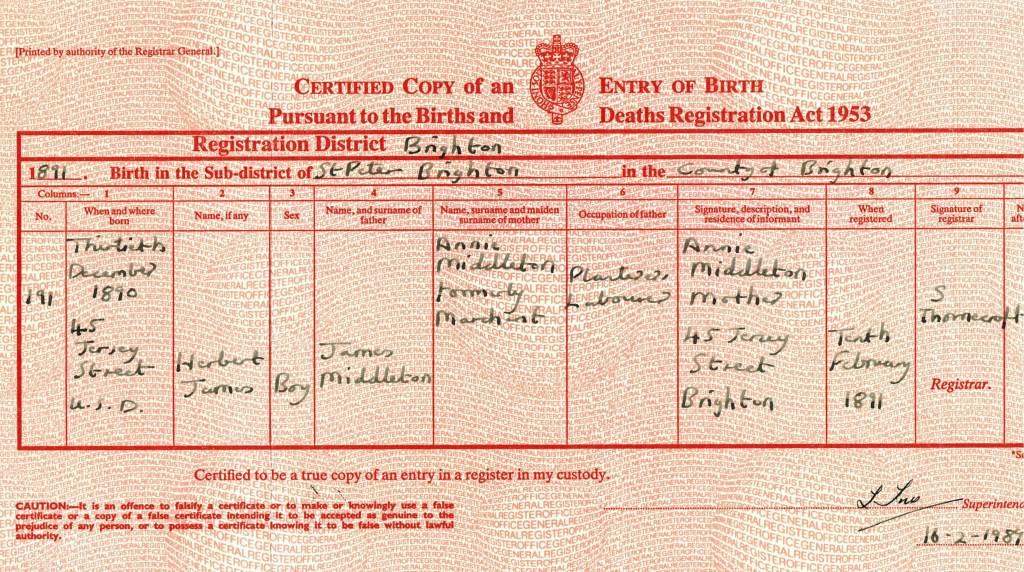 [Printed by authority of the Registrar General.]
CERTIFIED COPY of an ENTRY OF BIRTH
Pursuant to the Births and Deaths Registration Act 1953
Registration District Brighton
1891. Birth in the Sub-district of St Peter Brighton in the County of Brighton
Columns:— 1 2 3 4 5 6 7 8 9
No. When and where born Name, if any Sex Name, and surname of father Name, surname and maiden surname of mother Occupation of father Signature, description, and residence of informant When registered Signature of registrar
191
Thirtieth
December
1890
45
Jersey
Street
U.S.D.
Herbert
James
Boy
James
Middleton
Annie
Middleton
formerly
Marchant
Labourer
Annie
Middleton
Mother
45 Jersey
Street
Brighton
Tenth
February
1891
S
Thornecroft
Registrar.
Certified to be a true copy of an entry in a register in my custody.
CAUTION:—It is an offence to falsify a certificate or to make or knowingly use a false
certificate or a copy of a false certificate intending it to be accepted as genuine to the
prejudice of any person, or to possess a certificate knowing it to be false without lawful
authority.
16-2-1989